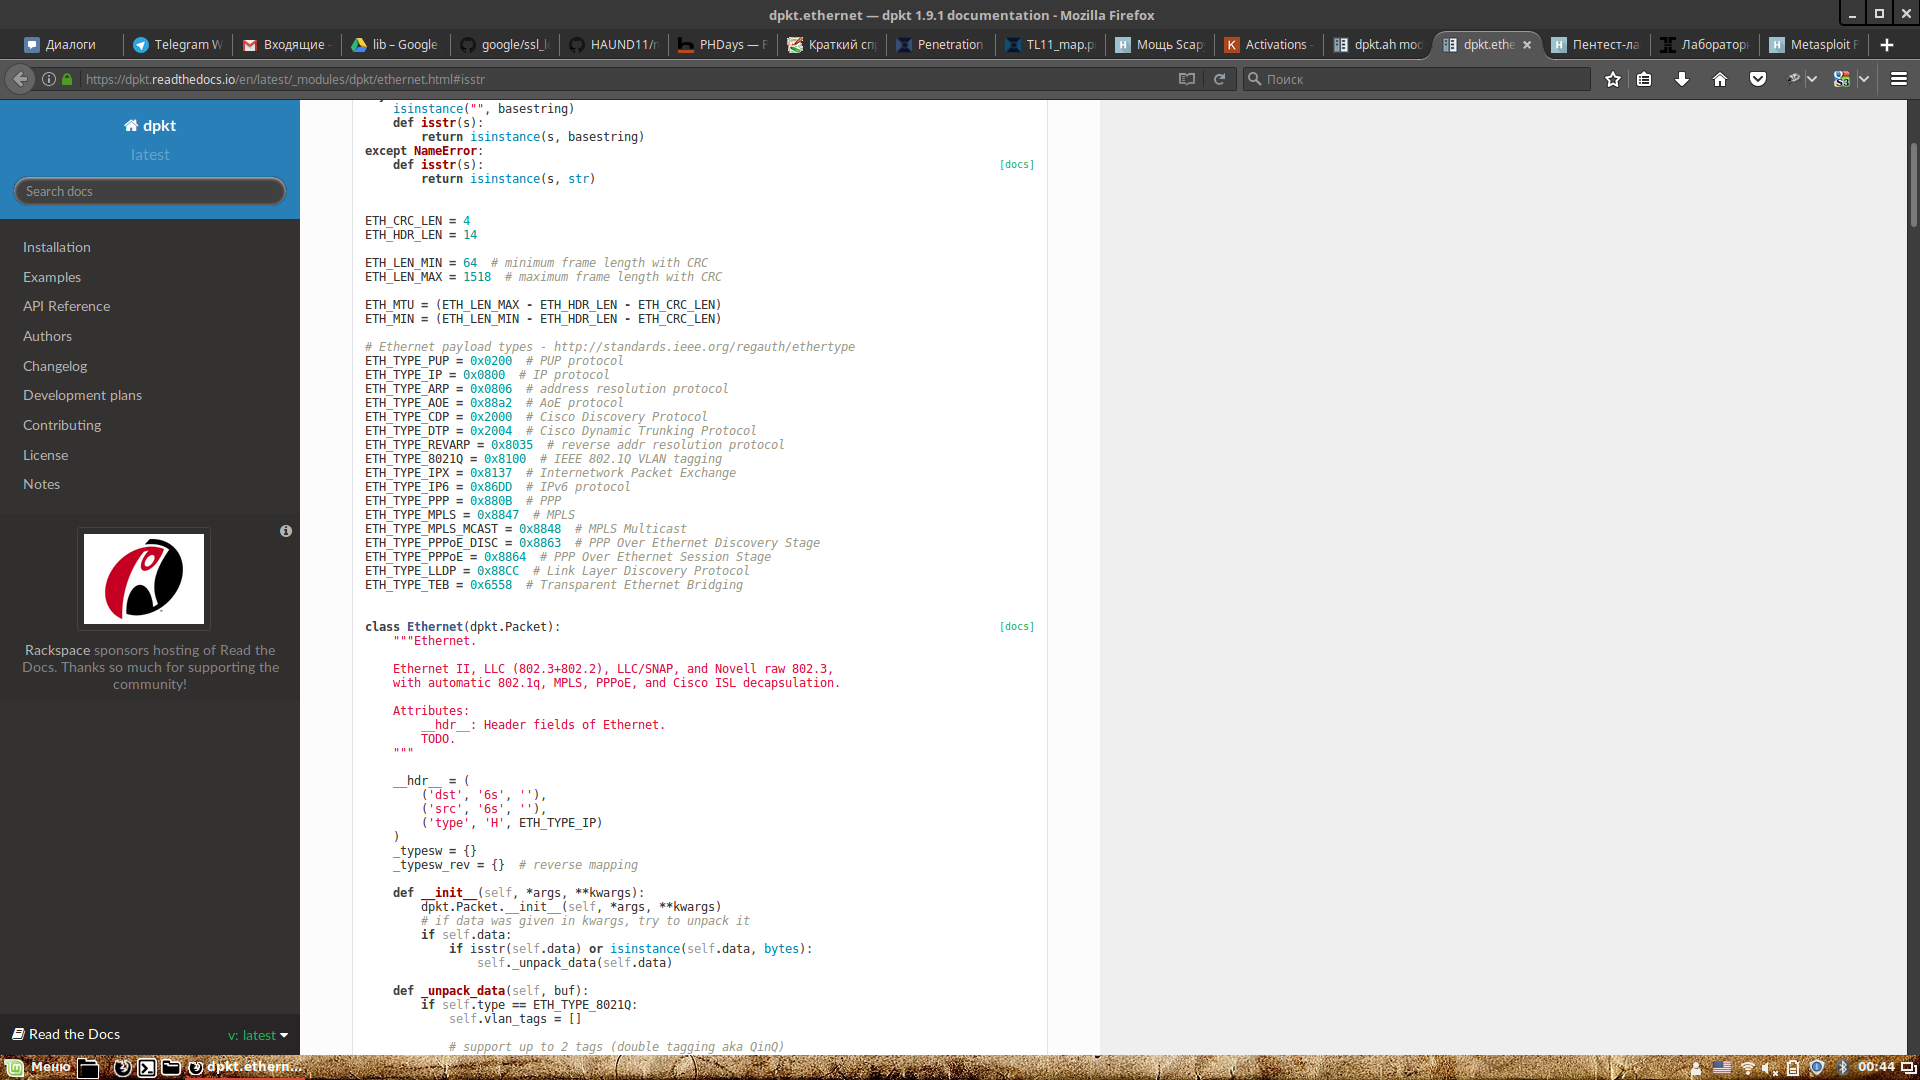 dpkt.ethernet — dpkt 1.9.1 documentation - Mozilla Firefox
Диалоги
Telegram W
Входящие -
lib – Google
google/ssl_l
HAUND11/m
PHDays — P
Краткий сп
Penetration
TL11_map.p
Мощь Scap
Activations -
dpkt.ah mod
dpkt.ethe
Пентест-ла
Лаборатор
Metasploit P
https://dpkt.readthedocs.io/en/latest/_modules/dpkt/ethernet.html#isstr
Поиск
dpkt
latest
Search docs
Installation
Examples
API Reference
Authors
Changelog
Development plans
Contributing
License
Notes
Rackspace sponsors hosting of Read the
Docs. Thanks so much for supporting the
community!
Read the Docs
v: latest
isinstance("", basestring)
def isstr(s):
return isinstance(s, basestring)
except NameError:
def isstr(s):
[docs]
return isinstance(s, str)
ETH_CRC_LEN = 4
ETH_HDR_LEN = 14
ETH_LEN_MIN = 64  # minimum frame length with CRC
ETH_LEN_MAX = 1518  # maximum frame length with CRC
ETH_MTU = (ETH_LEN_MAX - ETH_HDR_LEN - ETH_CRC_LEN)
ETH_MIN = (ETH_LEN_MIN - ETH_HDR_LEN - ETH_CRC_LEN)
# Ethernet payload types - http://standards.ieee.org/regauth/ethertype
ETH_TYPE_PUP = 0x0200  # PUP protocol
ETH_TYPE_IP = 0x0800  # IP protocol
ETH_TYPE_ARP = 0x0806  # address resolution protocol
ETH_TYPE_AOE = 0x88a2  # AoE protocol
ETH_TYPE_CDP = 0x2000  # Cisco Discovery Protocol
ETH_TYPE_DTP = 0x2004  # Cisco Dynamic Trunking Protocol
ETH_TYPE_REVARP = 0x8035  # reverse addr resolution protocol
ETH_TYPE_8021Q = 0x8100  # IEEE 802.1Q VLAN tagging
ETH_TYPE_IPX = 0x8137  # Internetwork Packet Exchange
ETH_TYPE_IP6 = 0x86DD  # IPv6 protocol
ETH_TYPE_PPP = 0x880B  # PPP
ETH_TYPE_MPLS = 0x8847  # MPLS
ETH_TYPE_MPLS_MCAST = 0x8848  # MPLS Multicast
ETH_TYPE_PPPoE_DISC = 0x8863  # PPP Over Ethernet Discovery Stage
ETH_TYPE_PPPoE = 0x8864  # PPP Over Ethernet Session Stage
ETH_TYPE_LLDP = 0x88CC  # Link Layer Discovery Protocol
ETH_TYPE_TEB = 0x6558  # Transparent Ethernet Bridging
class Ethernet(dpkt.Packet):
[docs]
"""Ethernet.
Ethernet II, LLC (802.3+802.2), LLC/SNAP, and Novell raw 802.3,
with automatic 802.1q, MPLS, PPPoE, and Cisco ISL decapsulation.
Attributes:
__hdr__: Header fields of Ethernet.
TODO.
"""
__hdr__ = (
('dst', '6s', ''),
('src', '6s', ''),
('type', 'H', ETH_TYPE_IP)
)
_typesw = {}
_typesw_rev = {}  # reverse mapping
def __init__(self, *args, **kwargs):
dpkt.Packet.__init__(self, *args, **kwargs)
# if data was given in kwargs, try to unpack it
if self.data:
if isstr(self.data) or isinstance(self.data, bytes):
self._unpack_data(self.data)
def _unpack_data(self, buf):
if self.type == ETH_TYPE_8021Q:
self.vlan_tags = []
# support up to 2 tags (double tagging aka QinQ)
Меню
dpkt.ethern...
00:44